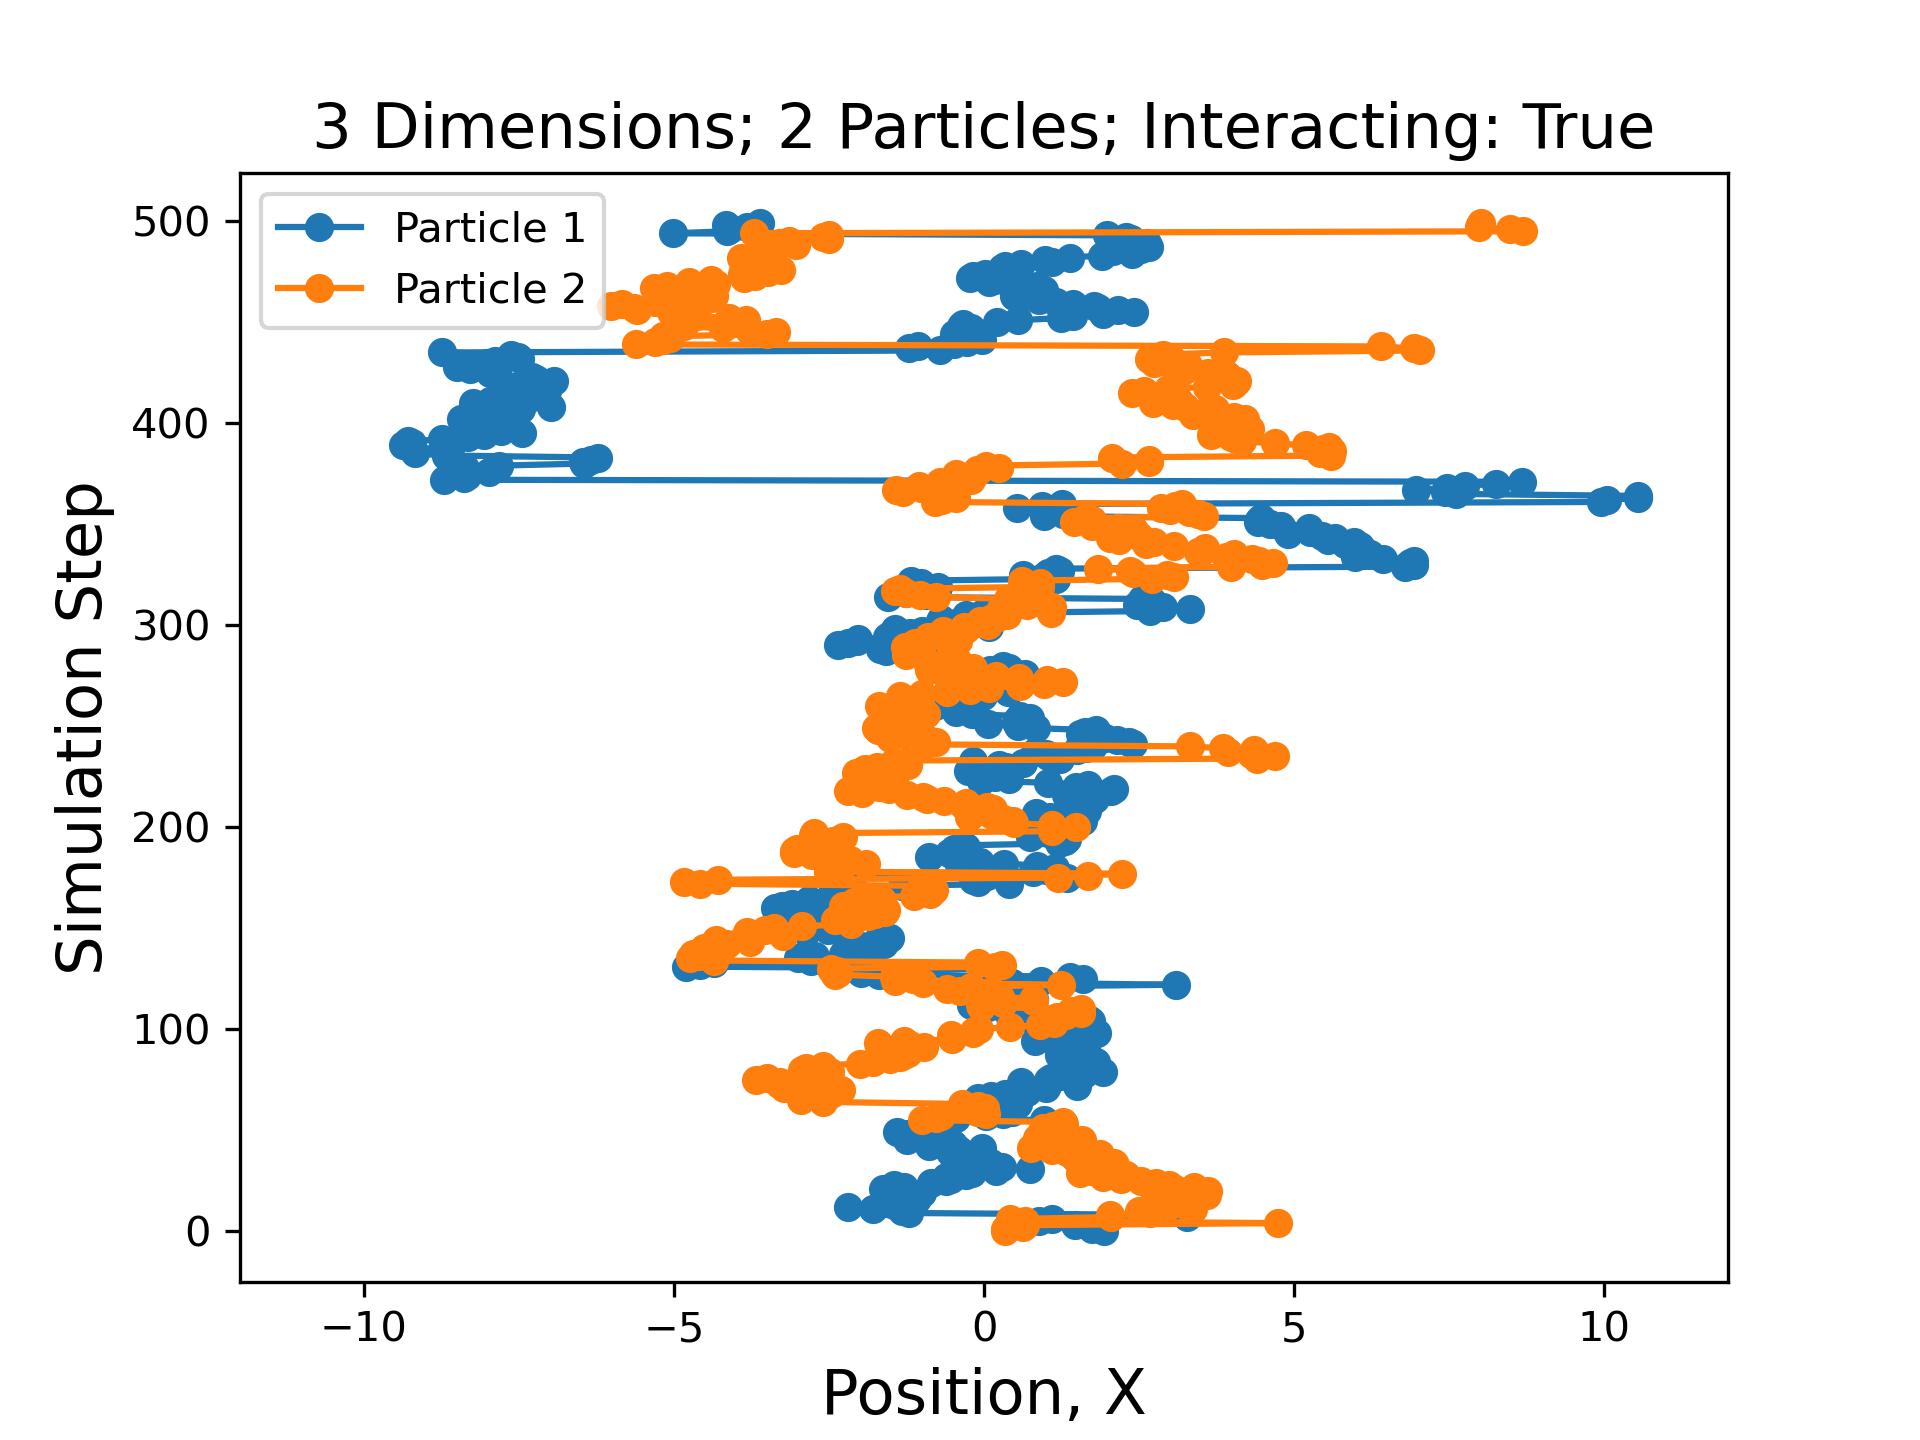 3 Dimensions; 2 Particles; Interacting: True
Particle 1
Particle 2
Simulation Step
500
400
300
200
100
0
−10
−5
0
5
10
Position, X